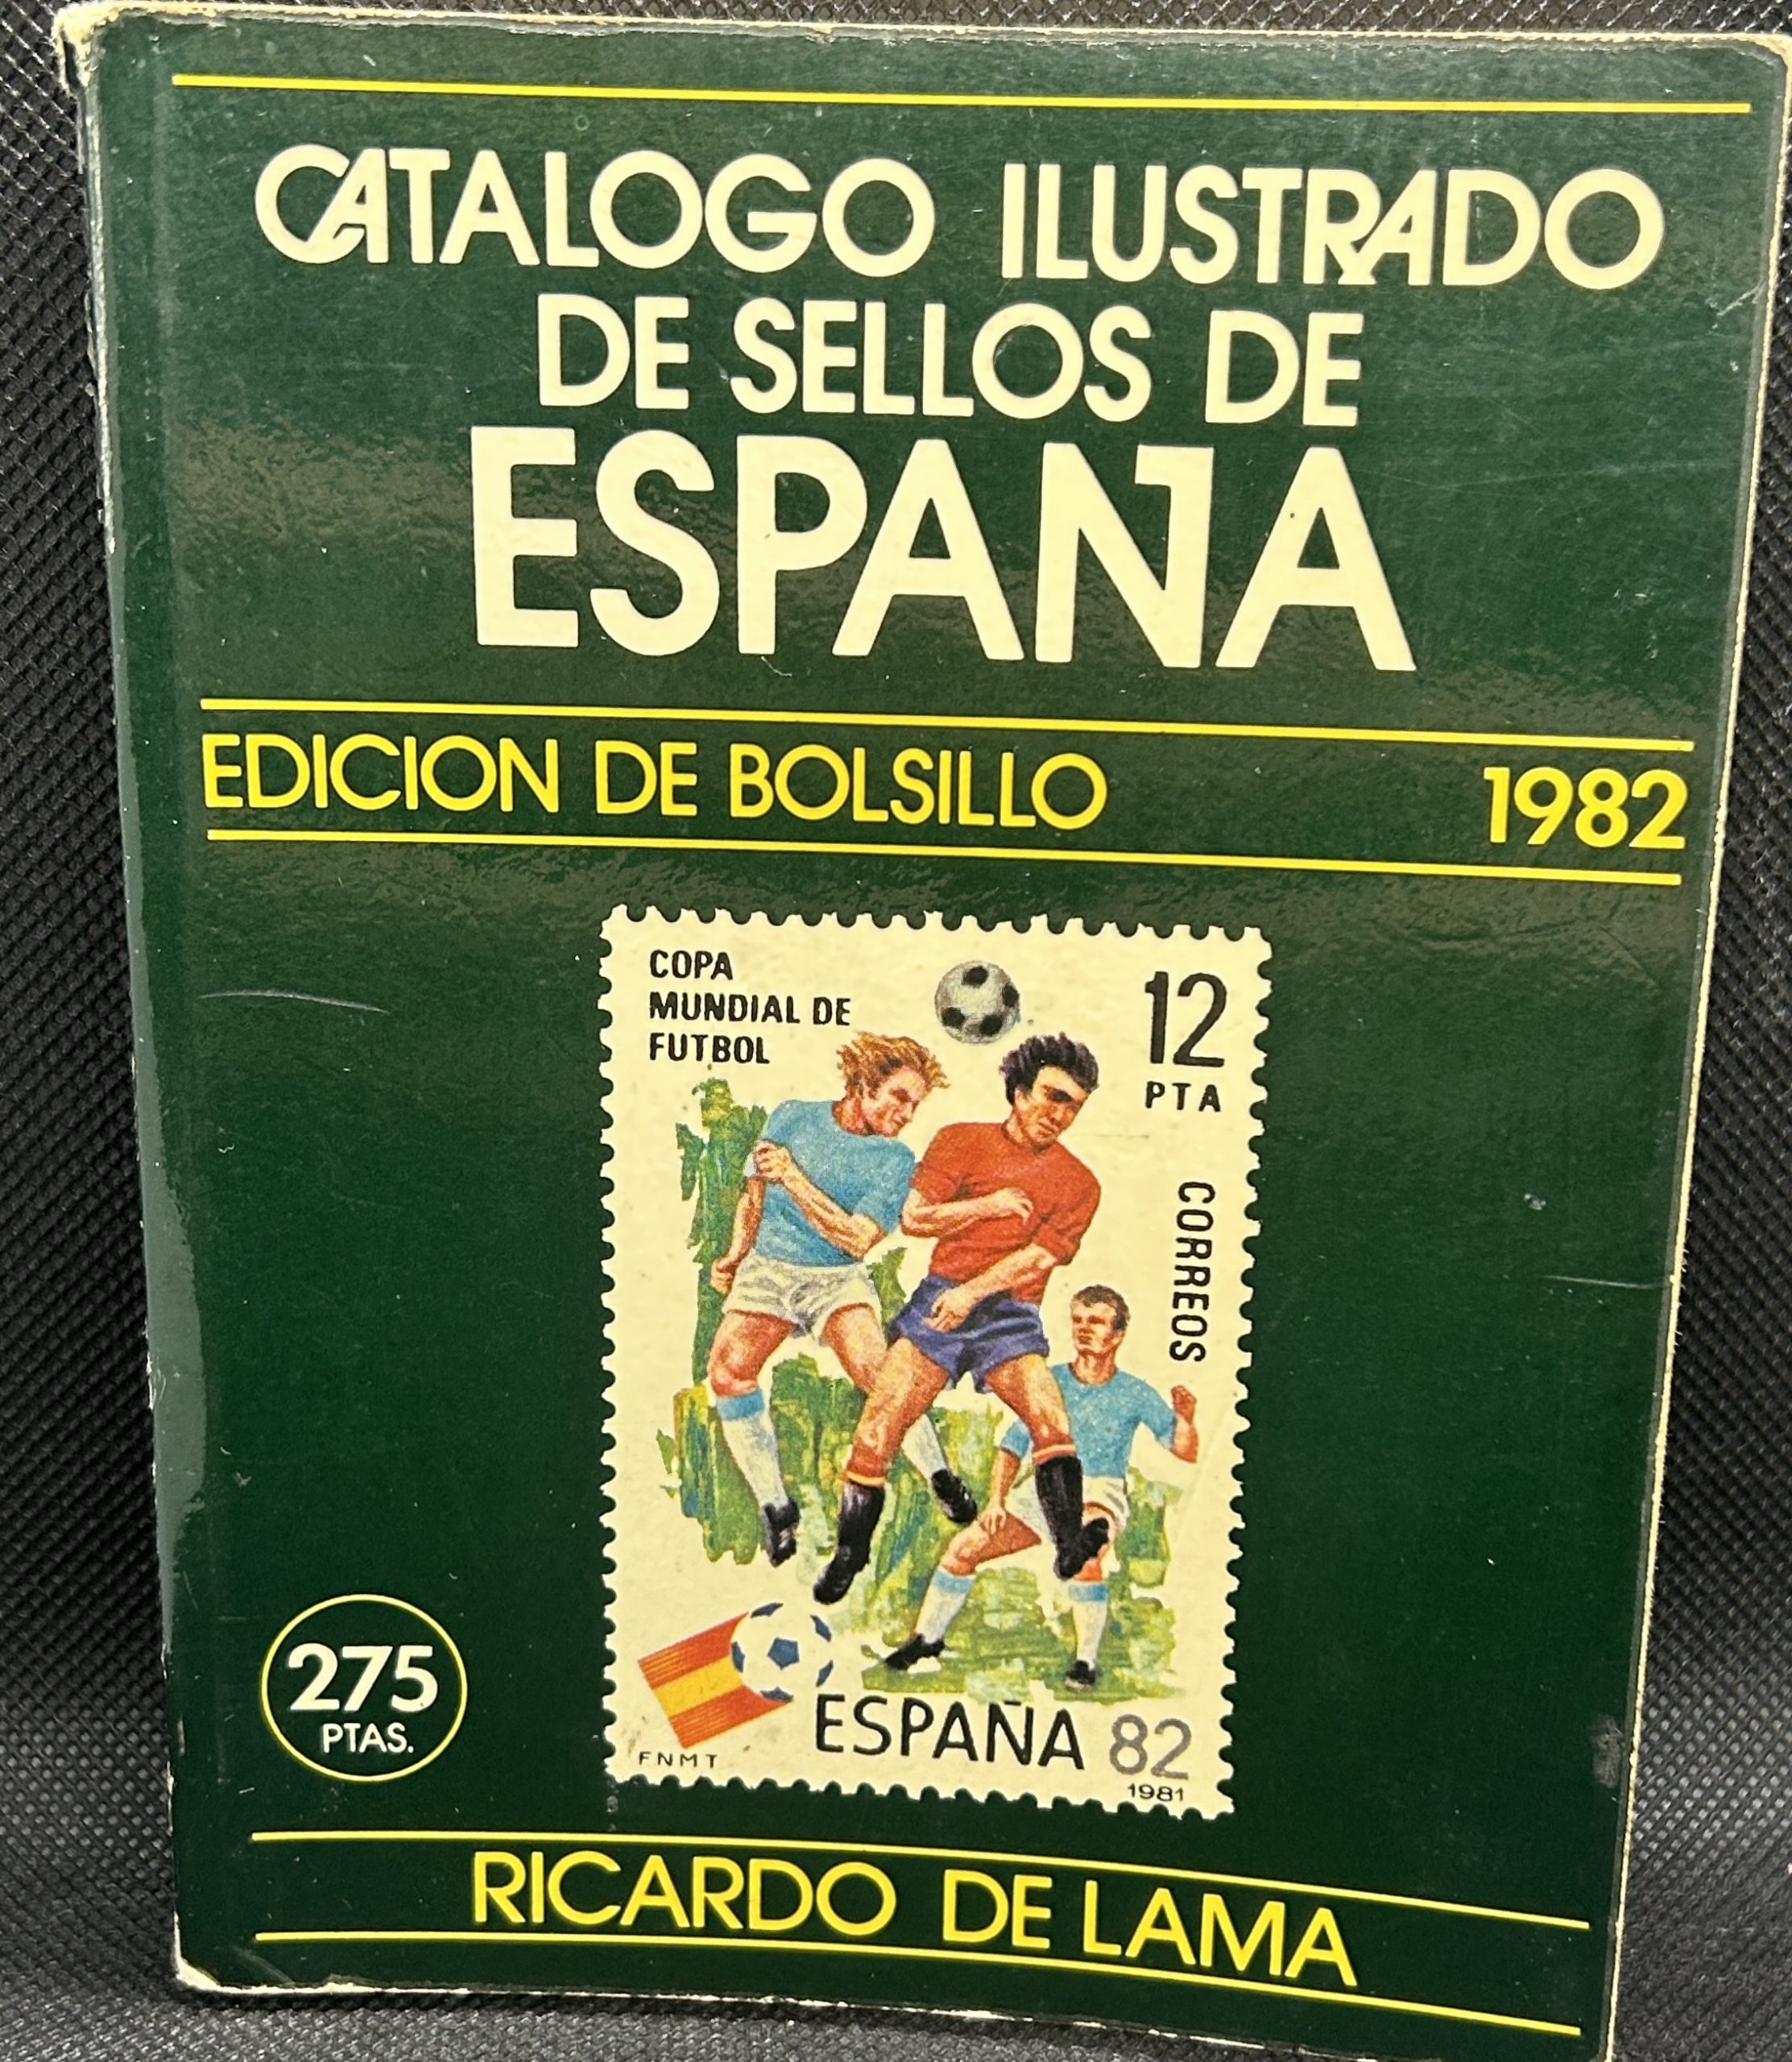 CATALOGO ILUSTRADO
DE SELLOS DE
ESPAÑA
EDICION DE BOLSILLO 1982
COPA
MUNDIAL DE
FUTBOL
12
PTA
CORREOS
ESPAÑA 82
FNMT
1981
275
PTAS.
RICARDO DE LAMA